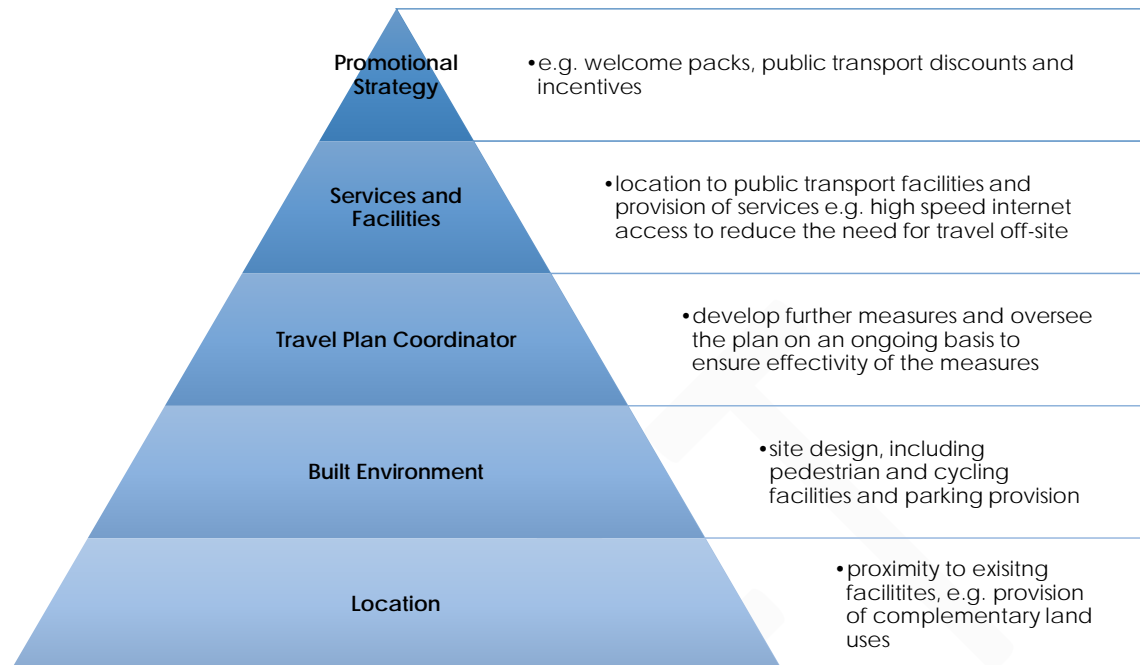 Promotional
Strategy
•e.g. welcome packs, public transport discounts and
incentives
Services and
Facilities
•location to public transport facilities and
provision of services e.g. high speed internet
access to reduce the need for travel off-site
Travel Plan Coordinator
•develop further measures and oversee
the plan on an ongoing basis to
ensure effectivity of the measures
Built Environment
•site design, including
pedestrian and cycling
facilities and parking provision
Location
•proximity to exisitng
facilitites, e.g. provision
of complementary land
uses